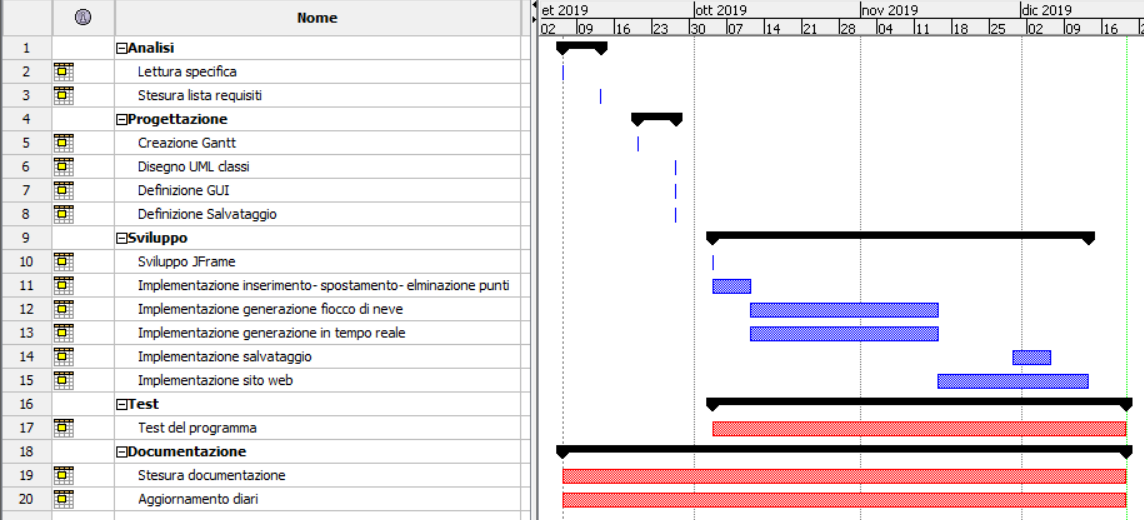 Nome
et 2019 ott 2019 nov 2019 dic 2019
02 09 16 23 30 07 14 21 28 04 11 18 25 02 09 16 2
1 Analisi
2 Lettura specifica
3 Stesura lista requisiti
4 Progettazione
5 Creazione Gantt
6 Disegno UML classi
7 Definizione GUI
8 Definizione Salvataggio
9 Sviluppo
10 Sviluppo JFrame
11 Implementazione inserimento- spostamento- elminazione punti
12 Implementazione generazione fiocco di neve
13 Implementazione generazione in tempo reale
14 Implementazione salvataggio
15 Implementazione sito web
16 Test
17 Test del programma
18 Documentazione
19 Stesura documentazione
20 Aggiornamento diari